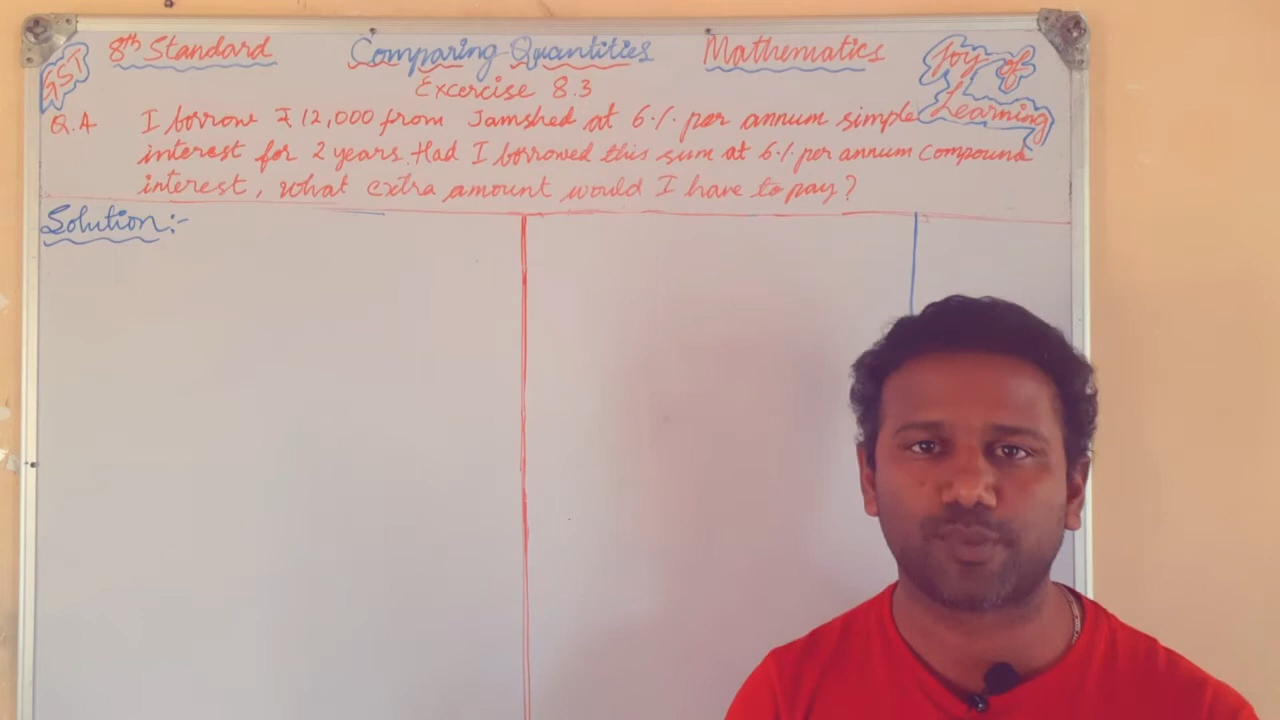 8th Standard Comparing Quantities Mathematics
GST
Joy of
Learning
Excercise 8.3
Q.4 I borrow ₹12,000 from Jamshed at 6% per annum simple
interest for 2 years. Had I borrowed this sum at 6% per annum compound
interest, what extra amount would I have to pay?
Solution:-